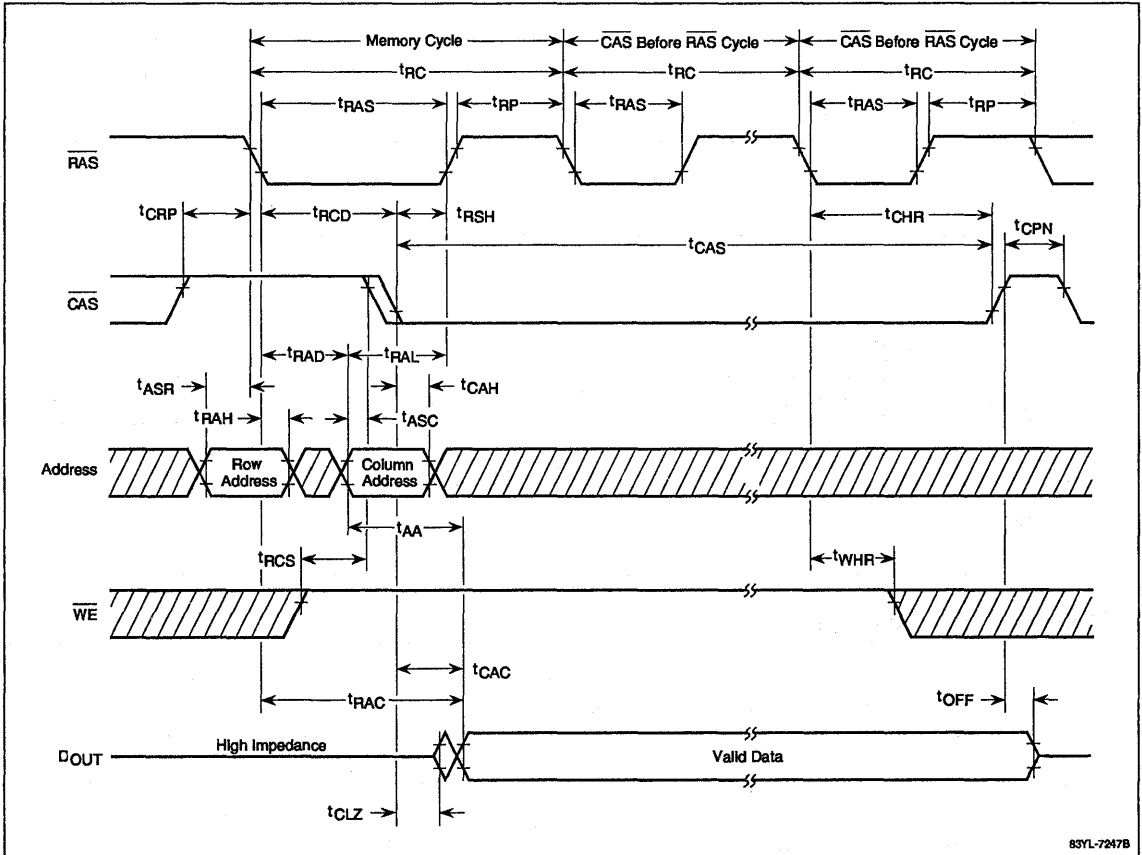 Memory Cycle
CAS Before RAS Cycle
CAS Before RAS Cycle
tRC
tRC
tRC
tRAS
tRP
tRAS
tRAS
tRP
RAS
tCRP
tRCD
tRSH
tCHR
tCPN
tCAS
CAS
tRAD
tRAL
tASR
tCAH
tRAH
tASC
Address
Row
Address
Column
Address
tAA
tRCS
tWHR
WE
tCAC
tRAC
tOFF
High Impedance
DOUT
Valid Data
tCLZ
83YL-7247B